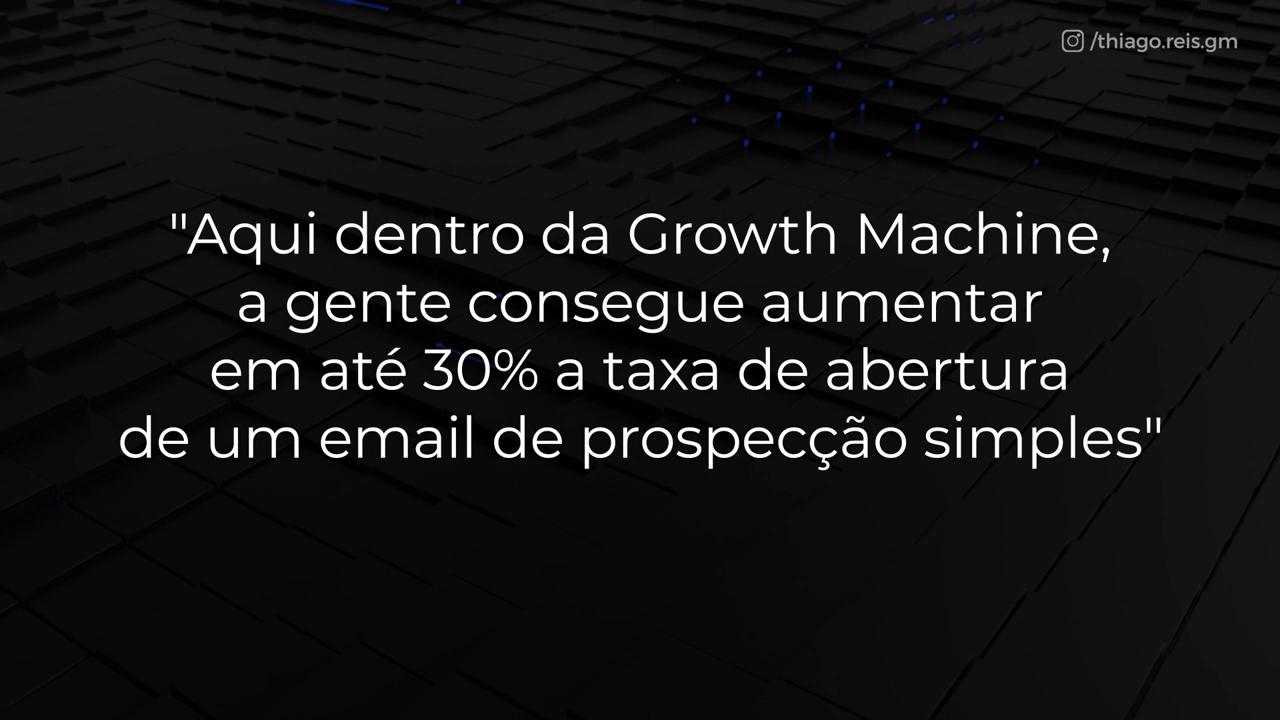 /thiago.reis.gm
"Aqui dentro da Growth Machine,
a gente consegue aumentar
em até 30% a taxa de abertura
de um email de prospecção simples"